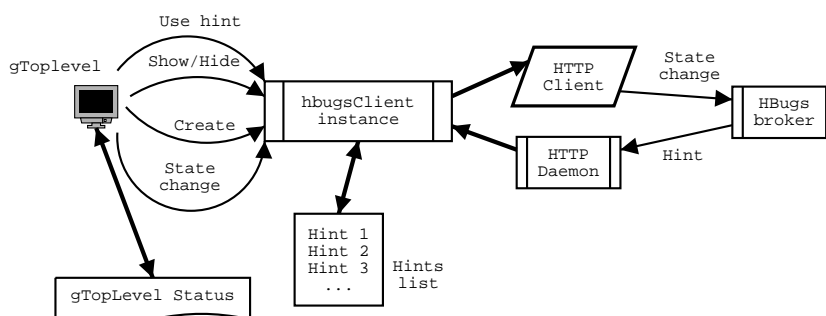 Use hint
gToplevel
Show/Hide
Create
State
change
hbugsClient
instance
HTTP
Client
State
change
HBugs
broker
HTTP
Daemon
Hint
Hint 1
Hint 2
Hint 3
...
Hints
list
gTopLevel Status